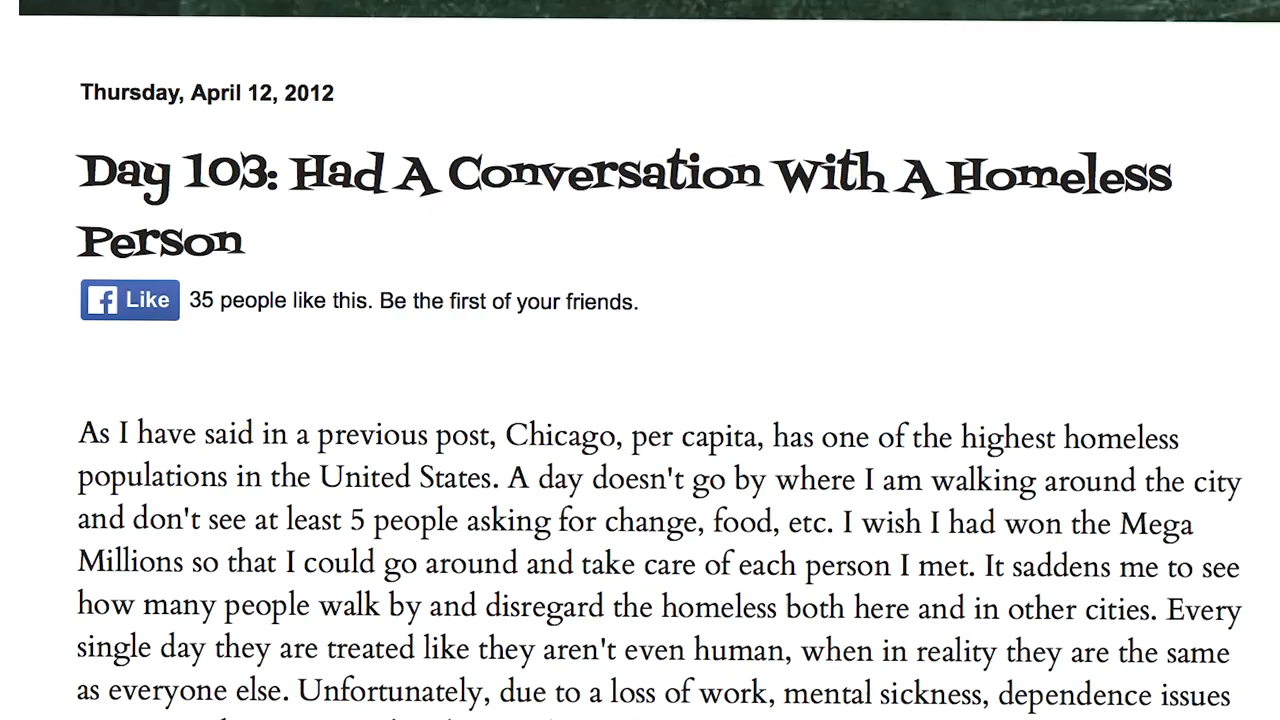 Thursday, April 12, 2012
Day 103: Had A Conversation With A Homeless
Person
Like 35 people like this. Be the first of your friends.
As I have said in a previous post, Chicago, per capita, has one of the highest homeless
populations in the United States. A day doesn't go by where I am walking around the city
and don't see at least 5 people asking for change, food, etc. I wish I had won the Mega
Millions so that I could go around and take care of each person I met. It saddens me to see
how many people walk by and disregard the homeless both here and in other cities. Every
single day they are treated like they aren't even human, when in reality they are the same
as everyone else. Unfortunately, due to a loss of work, mental sickness, dependence issues